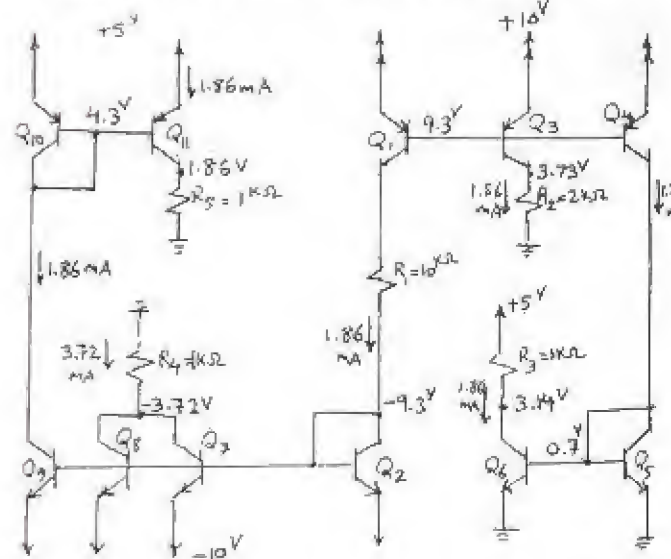 +5V
+10V
1.86mA
4.3V
Q10
Q11
1.86V
R5=1KΩ
Q1
9.3V
Q3
Q4
3.73V
1.86 mA
R2=2KΩ
1.86mA
R1=10KΩ
+5V
3.72 mA
R4=1KΩ
1.86 mA
R3=1KΩ
1.86 mA
-3.72V
-9.3V
3.14V
Q9
Q8
Q7
Q2
Q6
0.7V
Q5
-10V